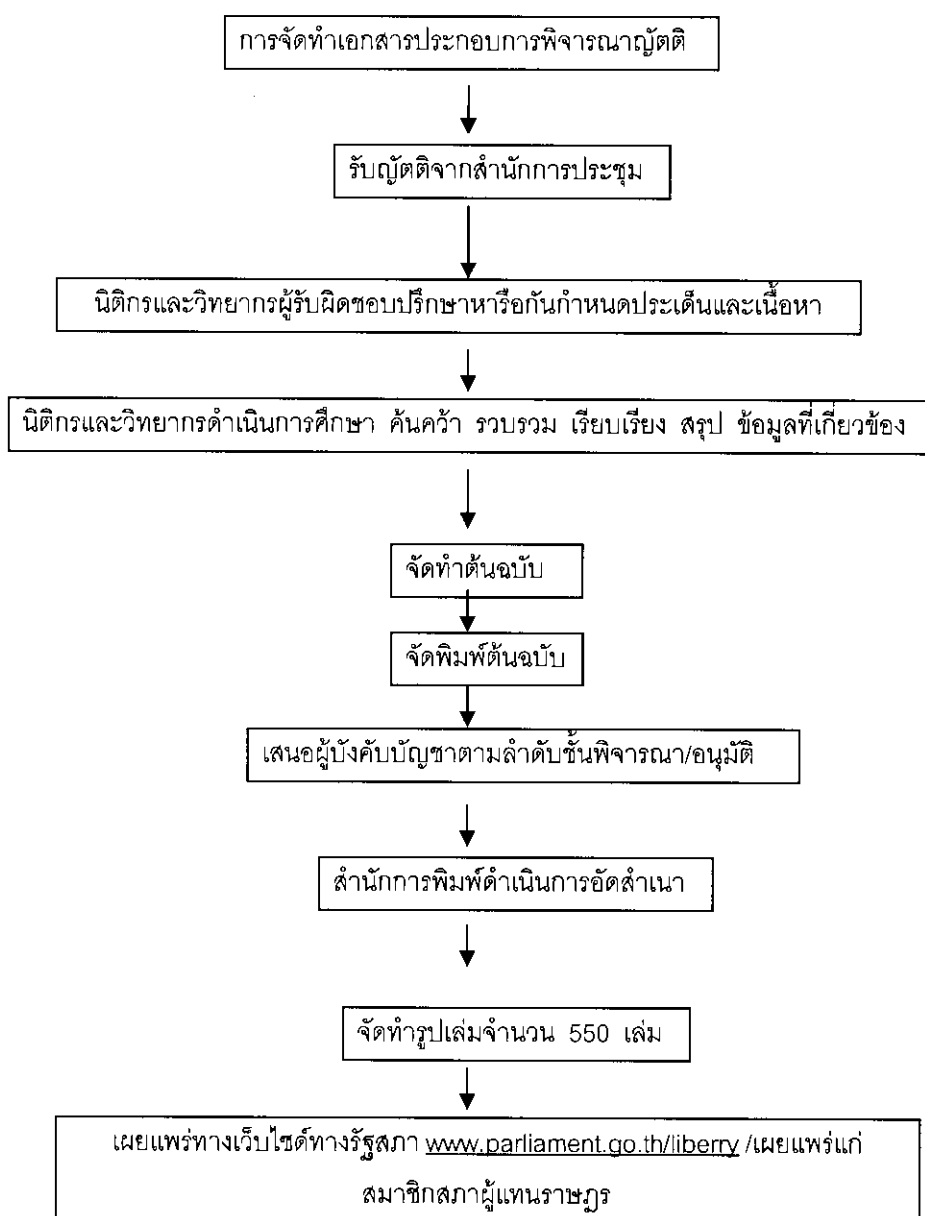 การจัดทำเอกสารประกอบการพิจารณาญัตติ
รับญัตติจากสำนักการประชุม
นิติกรและวิทยากรผู้รับผิดชอบปรึกษาหารือกันกำหนดประเด็นและเนื้อหา
นิติกรและวิทยากรดำเนินการศึกษา ค้นคว้า รวบรวม เรียบเรียง สรุป ข้อมูลที่เกี่ยวข้อง
จัดทำต้นฉบับ
จัดพิมพ์ต้นฉบับ
เสนอผู้บังคับบัญชาตามลำดับชั้นพิจารณา/อนุมัติ
สำนักการพิมพ์ดำเนินการอัดสำเนา
จัดทำรูปเล่มจำนวน 550 เล่ม
เผยแพร่ทางเว็บไซด์ทางรัฐสภา www.parliament.go.th/liberry /เผยแพร่แก่
สมาชิกสภาผู้แทนราษฎร